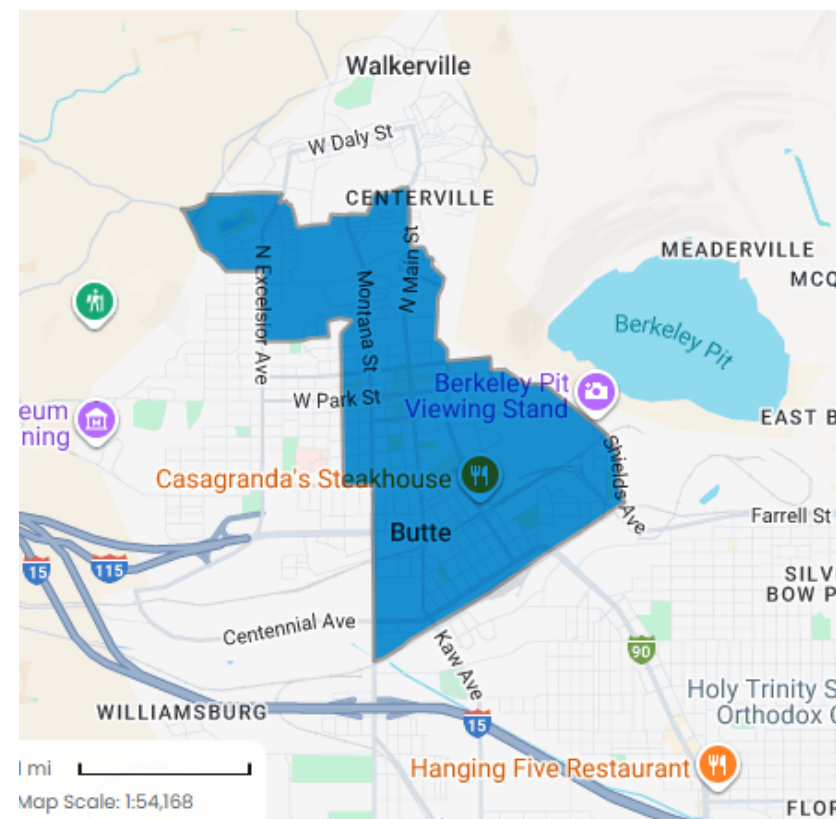 Walkerville
W Daly St
CENTERVILLE
N Main St
MEADERVILLE
MCQ
N Excelsior Ave
Montana St
Berkeley Pit
W Park St
Berkeley Pit
Viewing Stand
eum
ning
EAST B
Shields Ave
Casagranda's Steakhouse
Farrell St
Butte
15
115
SILV
BOW P
Centennial Ave
Kaw Ave
90
Holy Trinity S
Orthodox C
WILLIAMSBURG
15
mi
Hanging Five Restaurant
Map Scale: 1:54,168
FLOR